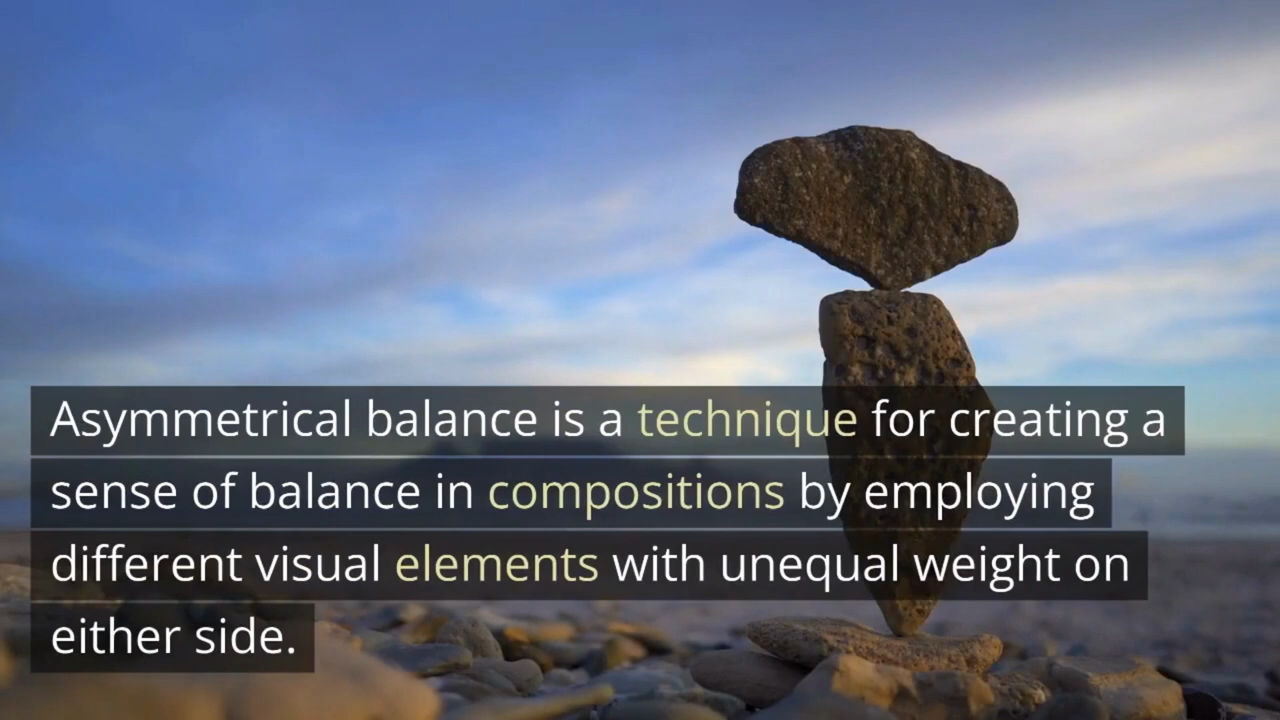 Asymmetrical balance is a technique for creating a
sense of balance in compositions by employing
different visual elements with unequal weight on
either side.